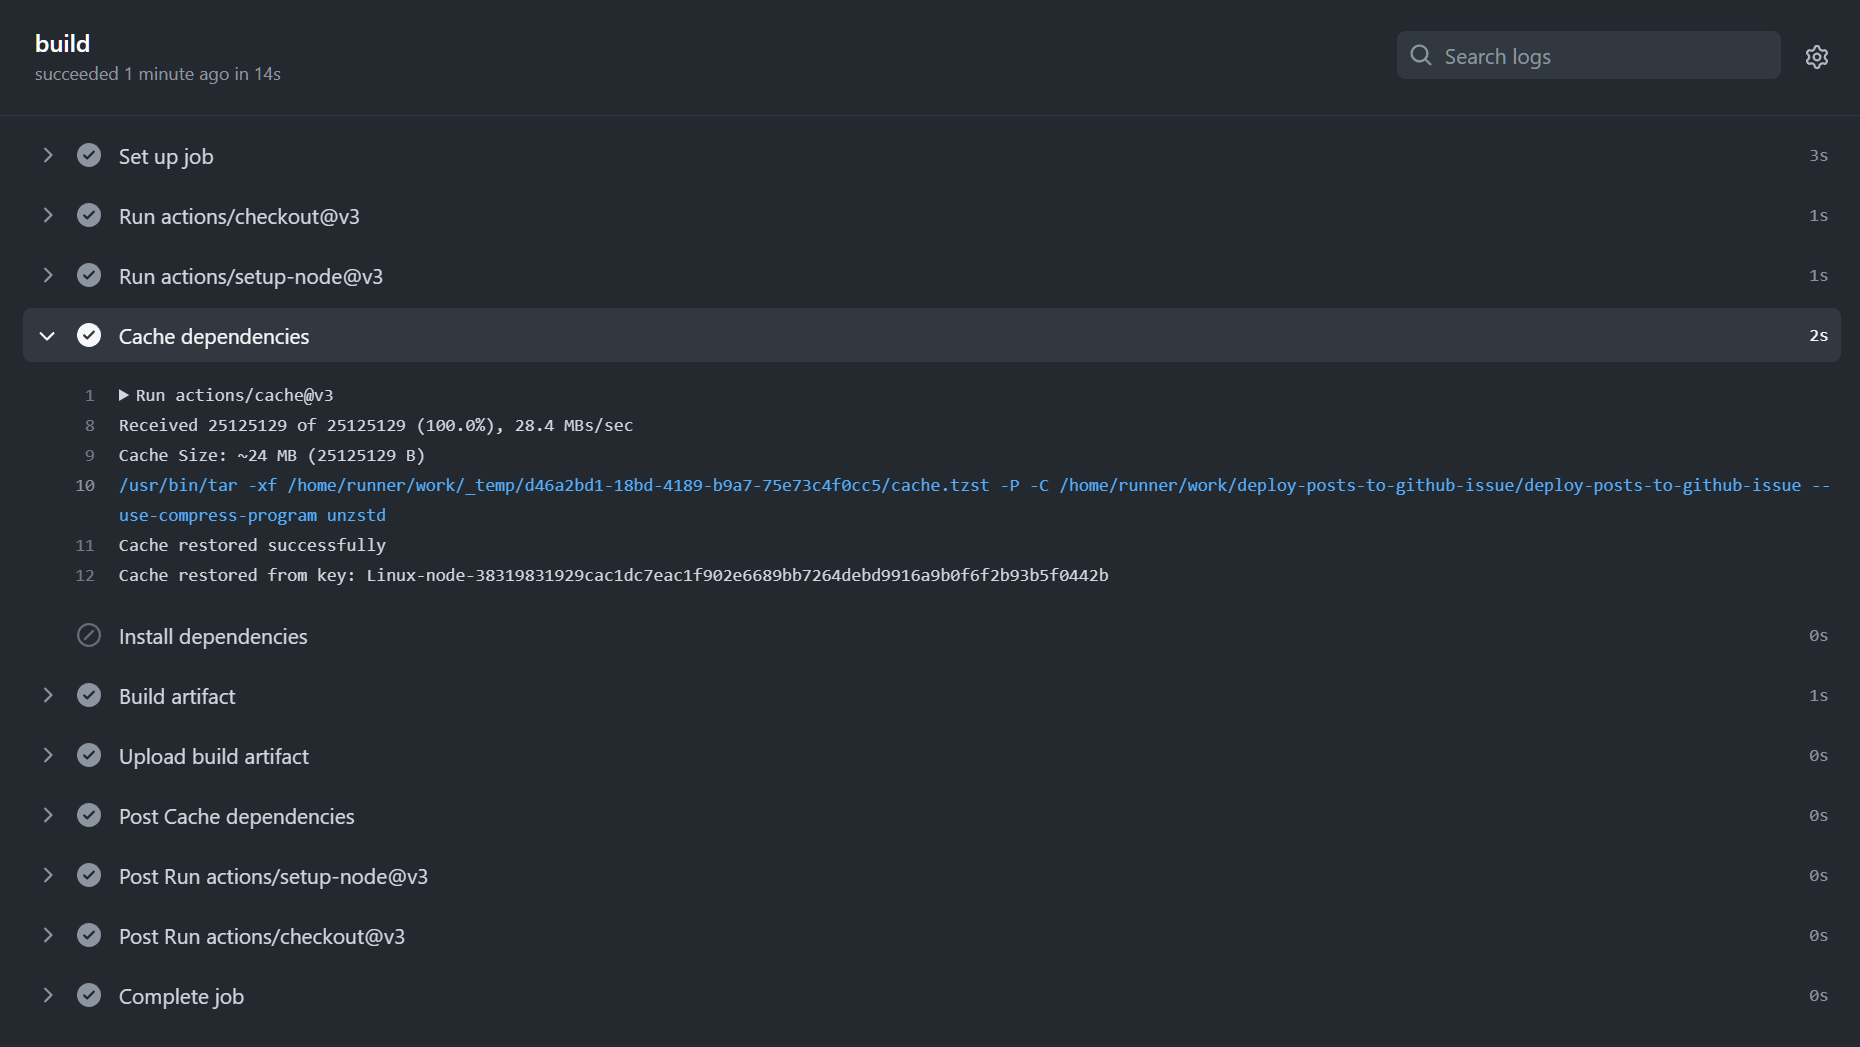 build
succeeded 1 minute ago in 14s
Search logs
Set up job 3s
Run actions/checkout@v3 1s
Run actions/setup-node@v3 1s
Cache dependencies 2s
1 Run actions/cache@v3
8 Received 25125129 of 25125129 (100.0%), 28.4 MBs/sec
9 Cache Size: ~24 MB (25125129 B)
10 /usr/bin/tar -xf /home/runner/work/_temp/d46a2bd1-18bd-4189-b9a7-75e73c4f0cc5/cache.tzst -P -C /home/runner/work/deploy-posts-to-github-issue/deploy-posts-to-github-issue --
use-compress-program unzstd
11 Cache restored successfully
12 Cache restored from key: Linux-node-38319831929cac1dc7eac1f902e6689bb7264debd9916a9b0f6f2b93b5f0442b
Install dependencies 0s
Build artifact 1s
Upload build artifact 0s
Post Cache dependencies 0s
Post Run actions/setup-node@v3 0s
Post Run actions/checkout@v3 0s
Complete job 0s